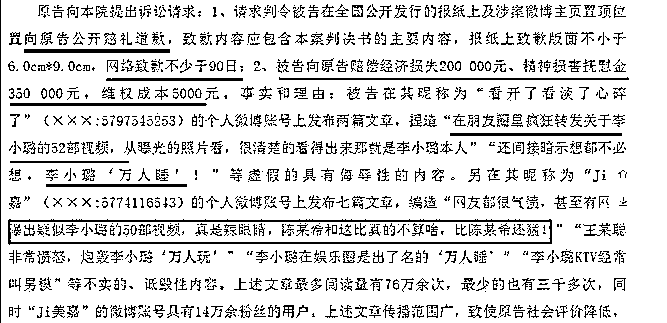 原告向本院提出诉讼请求：1、请求判令被告在全国公开发行的报纸上及涉案微博主页置顶位
置向原告公开赔礼道歉，致歉内容应包含本案判决书的主要内容，报纸上致歉版面不小于
6.0cm*9.0cm，网络致歉不少于90日；2、被告向原告赔偿经济损失200 000元、精神损害抚慰金
350 000元，维权成本5000元。事实和理由：被告在其昵称为“看开了看谈了心碎
了”（×××:5797545253）的个人微博账号上发布两篇文章，捏造“在朋友圈里疯狂转发关于李
小璐的52部视频，从曝光的照片看，很清楚的看得出来那就是李小璐本人”“还间接暗示想都不必
想，李小璐‘万人睡’！”等虚假的具有侮辱性的内容。另在其昵称为“Ji
嘉”（×××:5774116543）的个人微博账号上发布七篇文章，编造“网友都很气愤，甚至有网
曝出疑似李小璐的50部视频，真是辣眼睛，陈某希和这比真的不算啥，比陈某希还猛！”“王某聪
非常愤怒，炮轰李小璐‘万人玩’”“李小璐在娱乐圈是出了名的‘万人睡’”“李小璐KTV经常
叫男模”等不实的、诋毁性内容。上述文章最多阅读量有76万余次，最少的也有三千多次，同
时“Ji美嘉”的微博账号具有14万余粉丝的用户。上述文章传播范围广，致使原告社会评价降低，